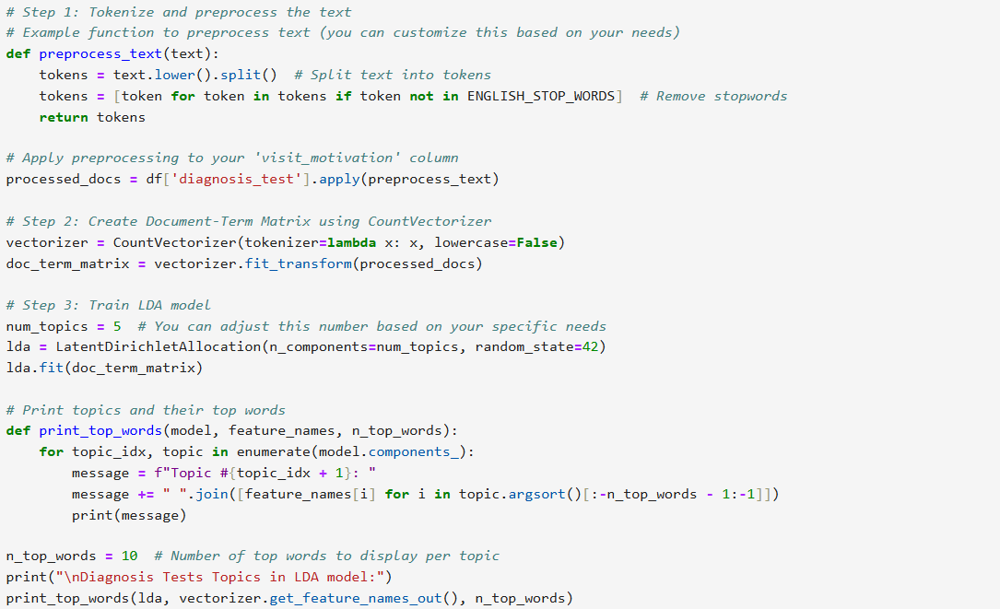 # Step 1: Tokenize and preprocess the text
# Example function to preprocess text (you can customize this based on your needs)
def preprocess_text(text):
    tokens = text.lower().split()  # Split text into tokens
    tokens = [token for token in tokens if token not in ENGLISH_STOP_WORDS]  # Remove stopwords
    return tokens

# Apply preprocessing to your 'visit_motivation' column
processed_docs = df['diagnosis_test'].apply(preprocess_text)

# Step 2: Create Document-Term Matrix using CountVectorizer
vectorizer = CountVectorizer(tokenizer=lambda x: x, lowercase=False)
doc_term_matrix = vectorizer.fit_transform(processed_docs)

# Step 3: Train LDA model
num_topics = 5  # You can adjust this number based on your specific needs
lda = LatentDirichletAllocation(n_components=num_topics, random_state=42)
lda.fit(doc_term_matrix)

# Print topics and their top words
def print_top_words(model, feature_names, n_top_words):
    for topic_idx, topic in enumerate(model.components_):
        message = f"Topic #{topic_idx + 1}: "
        message += " ".join([feature_names[i] for i in topic.argsort()[:-n_top_words - 1:-1]])
        print(message)

n_top_words = 10  # Number of top words to display per topic
print("\nDiagnosis Tests Topics in LDA model:")
print_top_words(lda, vectorizer.get_feature_names_out(), n_top_words)